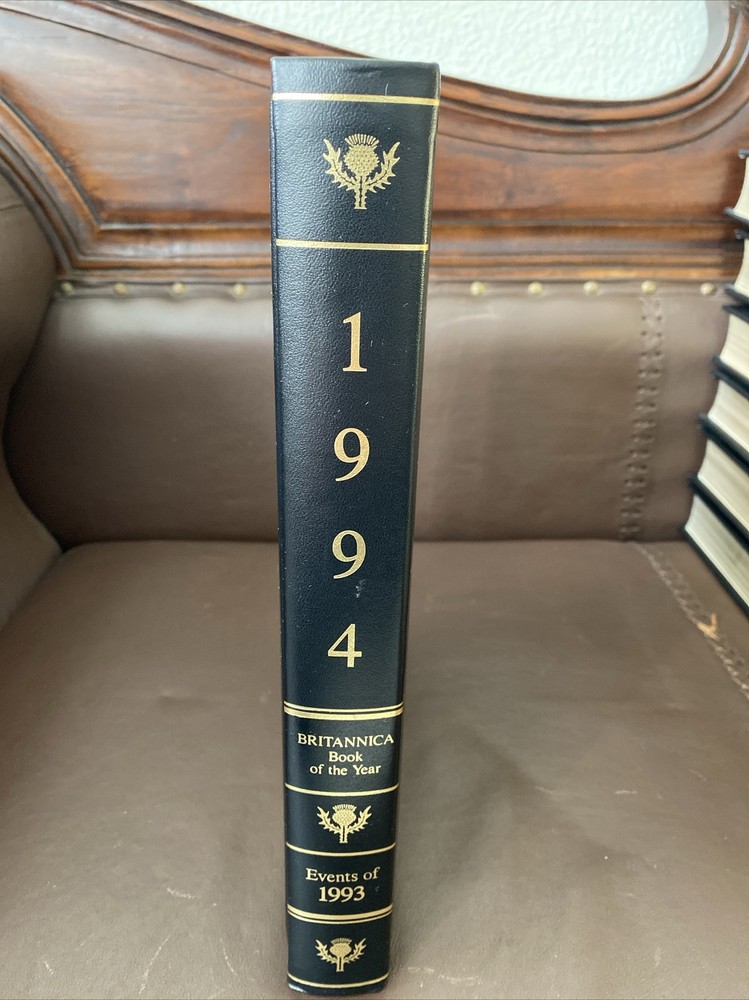 1
9
9
4
BRITANNICA
Book
of the Year
Events of
1993